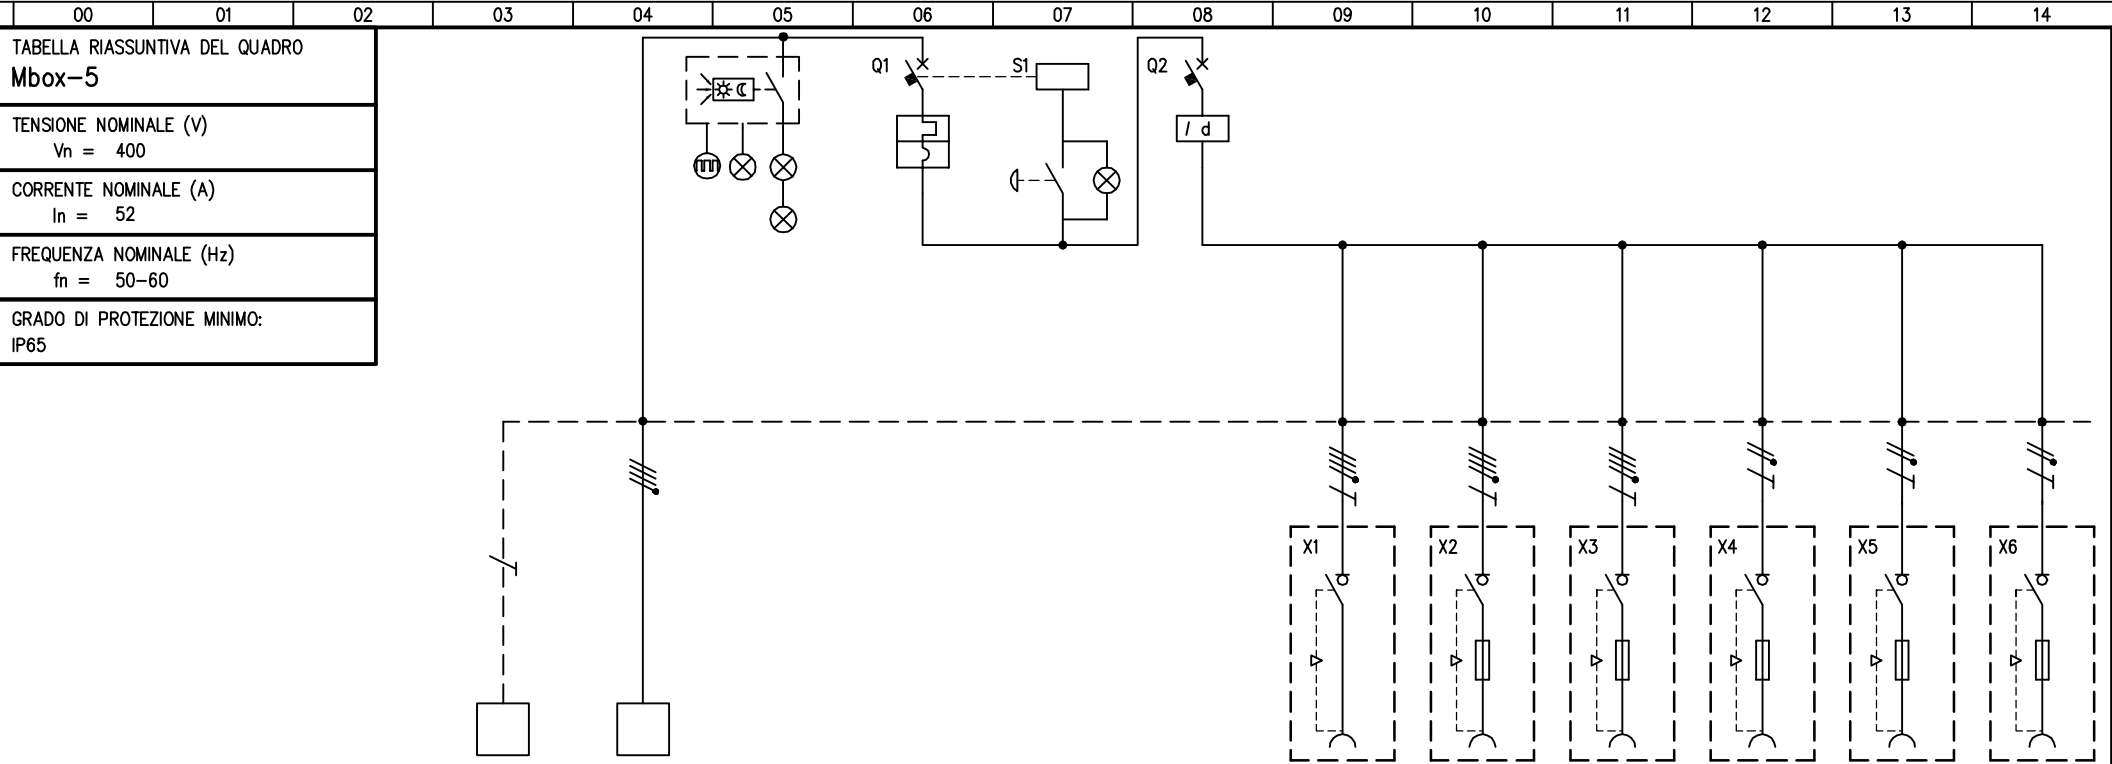 00 01 02 03 04 05 06 07 08 09 10 11 12 13 14
TABELLA RIASSUNTIVA DEL QUADRO
Mbox-5
TENSIONE NOMINALE (V)
Vn = 400
CORRENTE NOMINALE (A)
In = 52
FREQUENZA NOMINALE (Hz)
fn = 50-60
GRADO DI PROTEZIONE MINIMO:
IP65
Q1 S1 Q2
I d
X1 X2 X3 X4 X5 X6